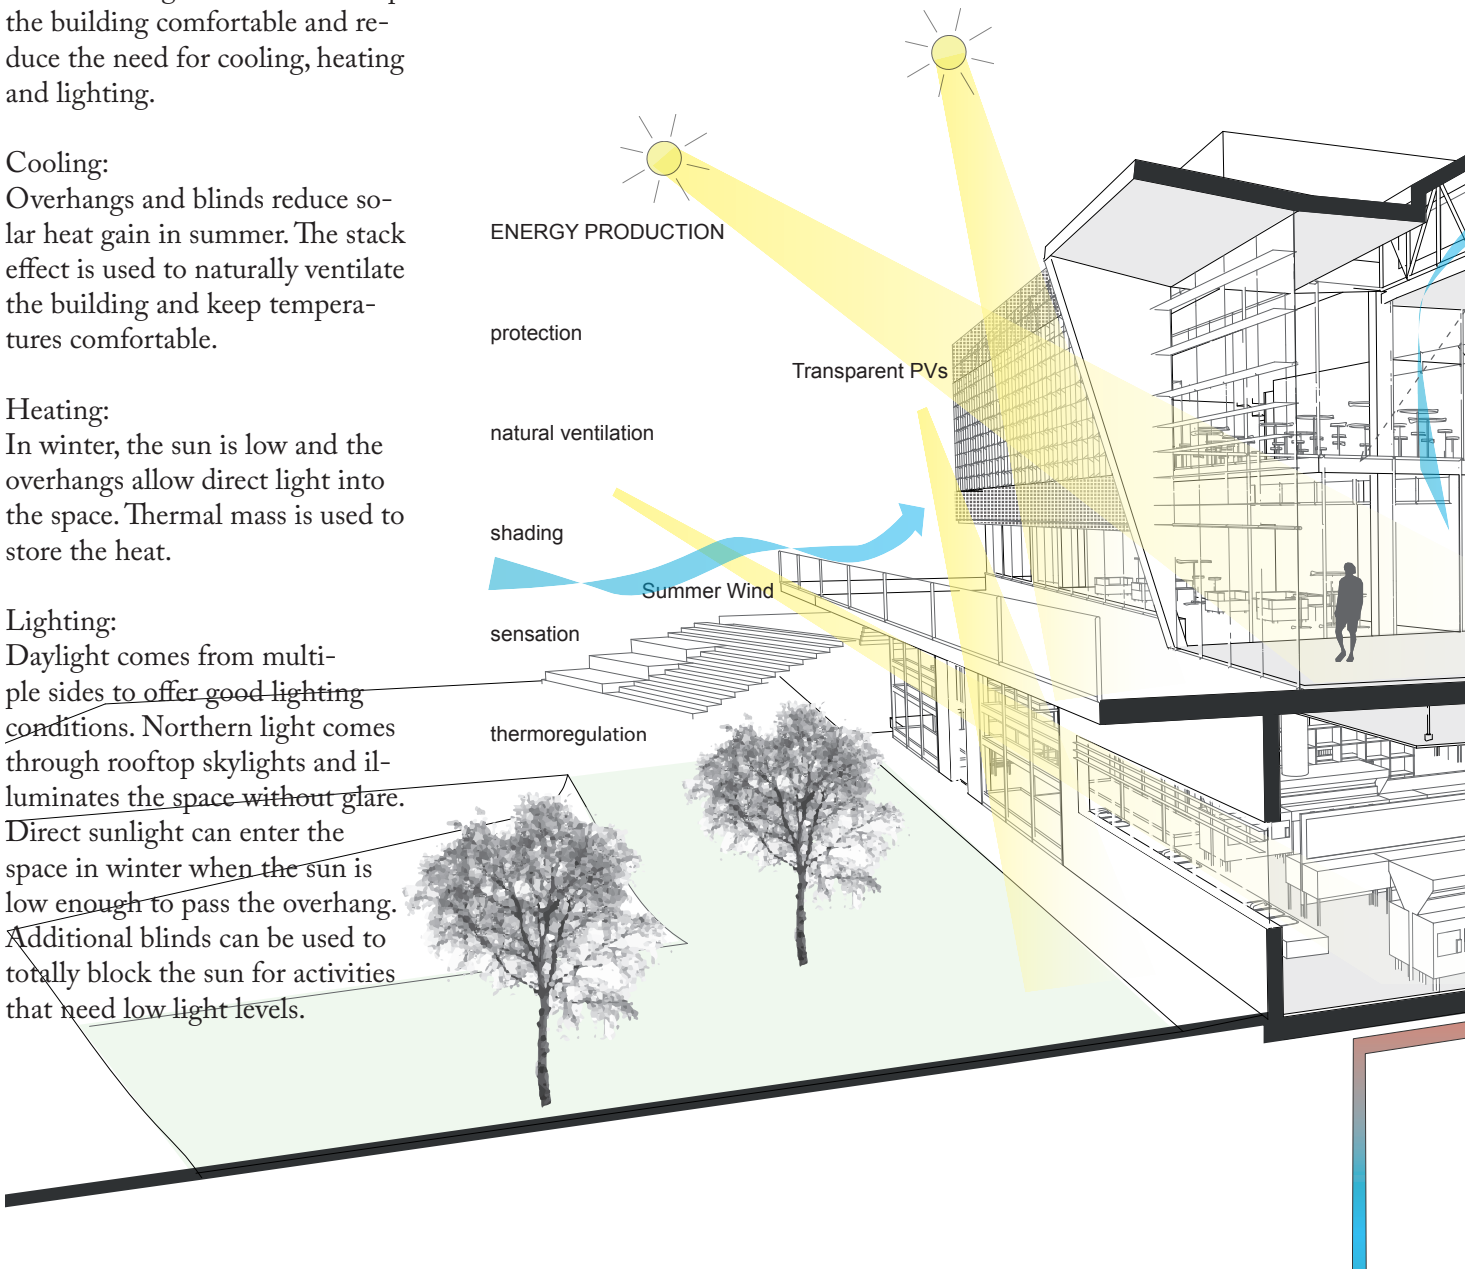 the building comfortable and re-
duce the need for cooling, heating
and lighting.
Cooling:
Overhangs and blinds reduce so-
lar heat gain in summer. The stack
effect is used to naturally ventilate
the building and keep tempera-
tures comfortable.
Heating:
In winter, the sun is low and the
overhangs allow direct light into
the space. Thermal mass is used to
store the heat.
Lighting:
Daylight comes from multi-
ple sides to offer good lighting
conditions. Northern light comes
through rooftop skylights and il-
luminates the space without glare.
Direct sunlight can enter the
space in winter when the sun is
low enough to pass the overhang.
Additional blinds can be used to
totally block the sun for activities
that need low light levels.
ENERGY PRODUCTION
protection
Transparent PVs
natural ventilation
shading
Summer Wind
sensation
thermoregulation